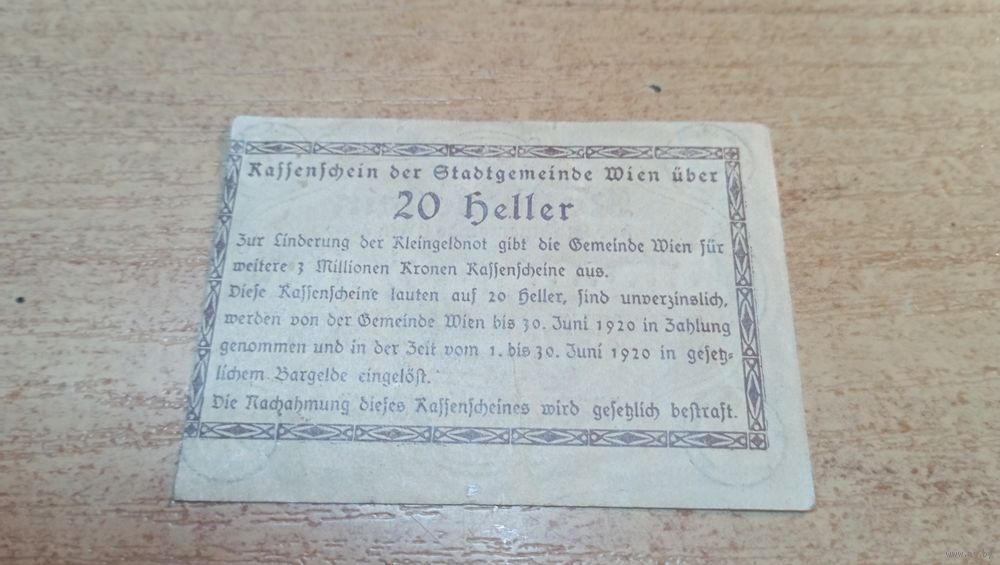 Kassenschein der Stadtgemeinde Wien über
20 Heller
Zur Linderung der Kleingeldnot gibt die Gemeinde Wien für
weitere 3 Millionen Kronen Kassenscheine aus.
Diese Kassenscheine lauten auf 20 Heller, sind unverzinslich,
werden von der Gemeinde Wien bis 30. Juni 1920 in Zahlung
genommen und in der Zeit vom 1. bis 30. Juni 1920 in gesetz-
lichem Bargelde eingelöst.
Die Nachahmung dieses Kassenscheines wird gesetzlich bestraft.